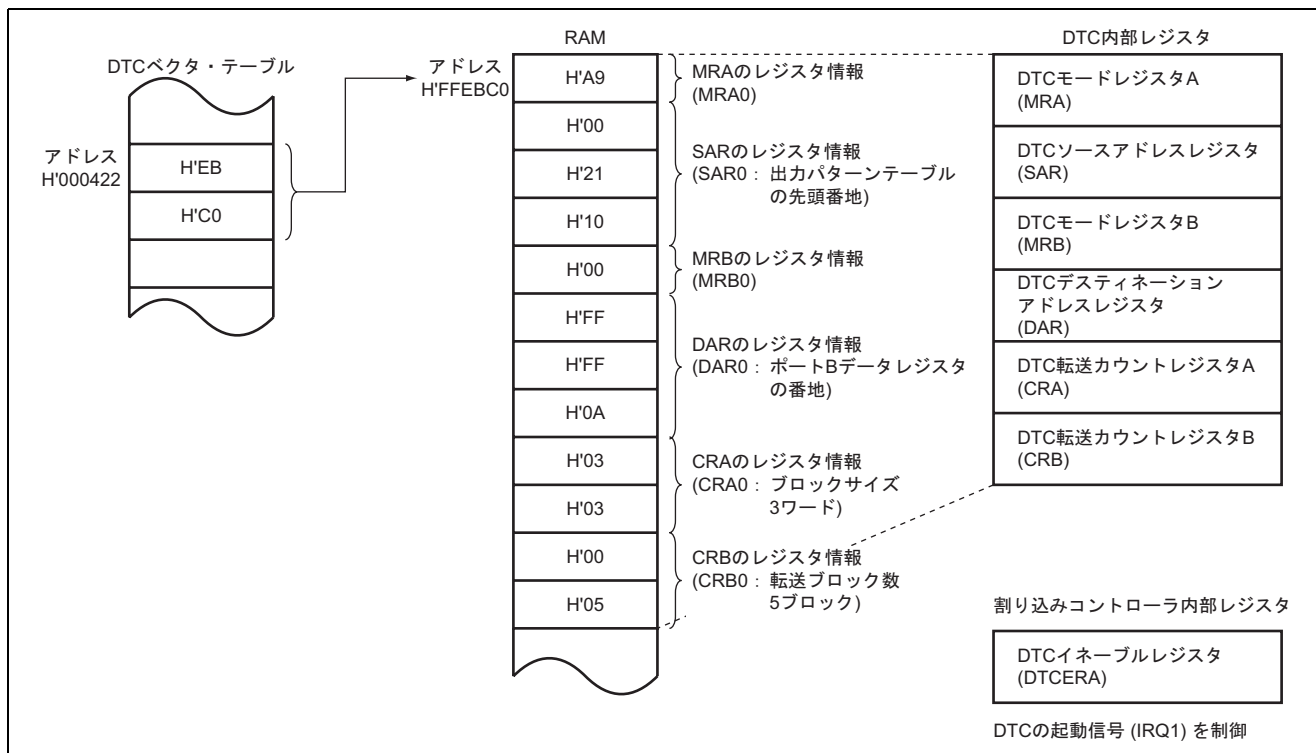 DTCベクタ・テーブル
アドレス
H'000422
H'EB
H'C0
RAM
アドレス
H'FFEBC0
H'A9
H'00
H'21
H'10
H'00
H'FF
H'FF
H'0A
H'03
H'03
H'00
H'05
MRAのレジスタ情報
(MRA0)
SARのレジスタ情報
(SAR0： 出力パターンテーブル
の先頭番地)
MRBのレジスタ情報
(MRB0)
DARのレジスタ情報
(DAR0： ポートBデータレジスタ
の番地)
CRAのレジスタ情報
(CRA0： ブロックサイズ
3ワード)
CRBのレジスタ情報
(CRB0： 転送ブロック数
5ブロック)
DTC内部レジスタ
DTCモードレジスタA
(MRA)
DTCソースアドレスレジスタ
(SAR)
DTCモードレジスタB
(MRB)
DTCデスティネーション
アドレスレジスタ
(DAR)
DTC転送カウントレジスタA
(CRA)
DTC転送カウントレジスタB
(CRB)
割り込みコントローラ内部レジスタ
DTCイネーブルレジスタ
(DTCERA)
DTCの起動信号 (IRQ1) を制御